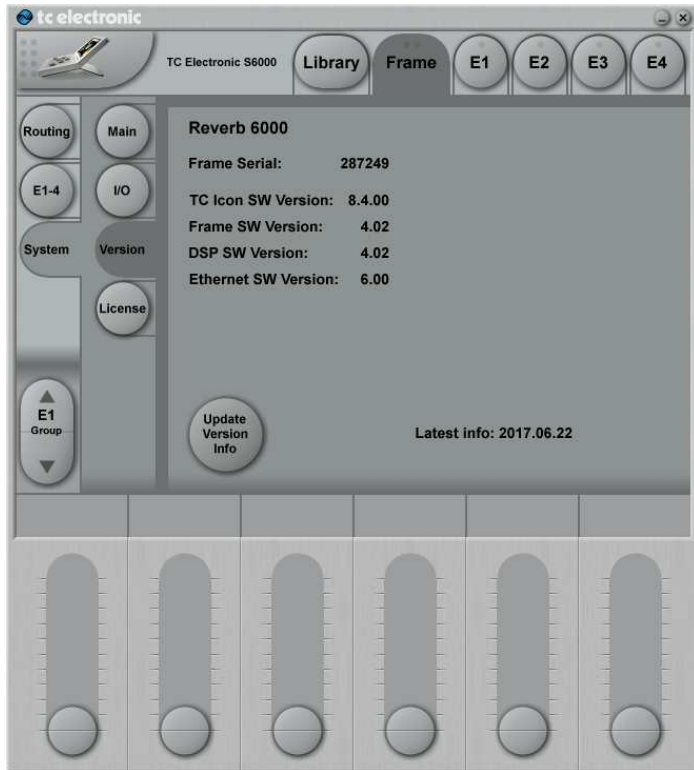 tc electronic
TC Electronic S6000
Library
Frame
E1
E2
E3
E4
Routing
E1-4
System
Main
I/O
Version
License
Reverb 6000
Frame Serial: 287249
TC Icon SW Version: 8.4.00
Frame SW Version: 4.02
DSP SW Version: 4.02
Ethernet SW Version: 6.00
E1
Group
Update
Version
Info
Latest info: 2017.06.22